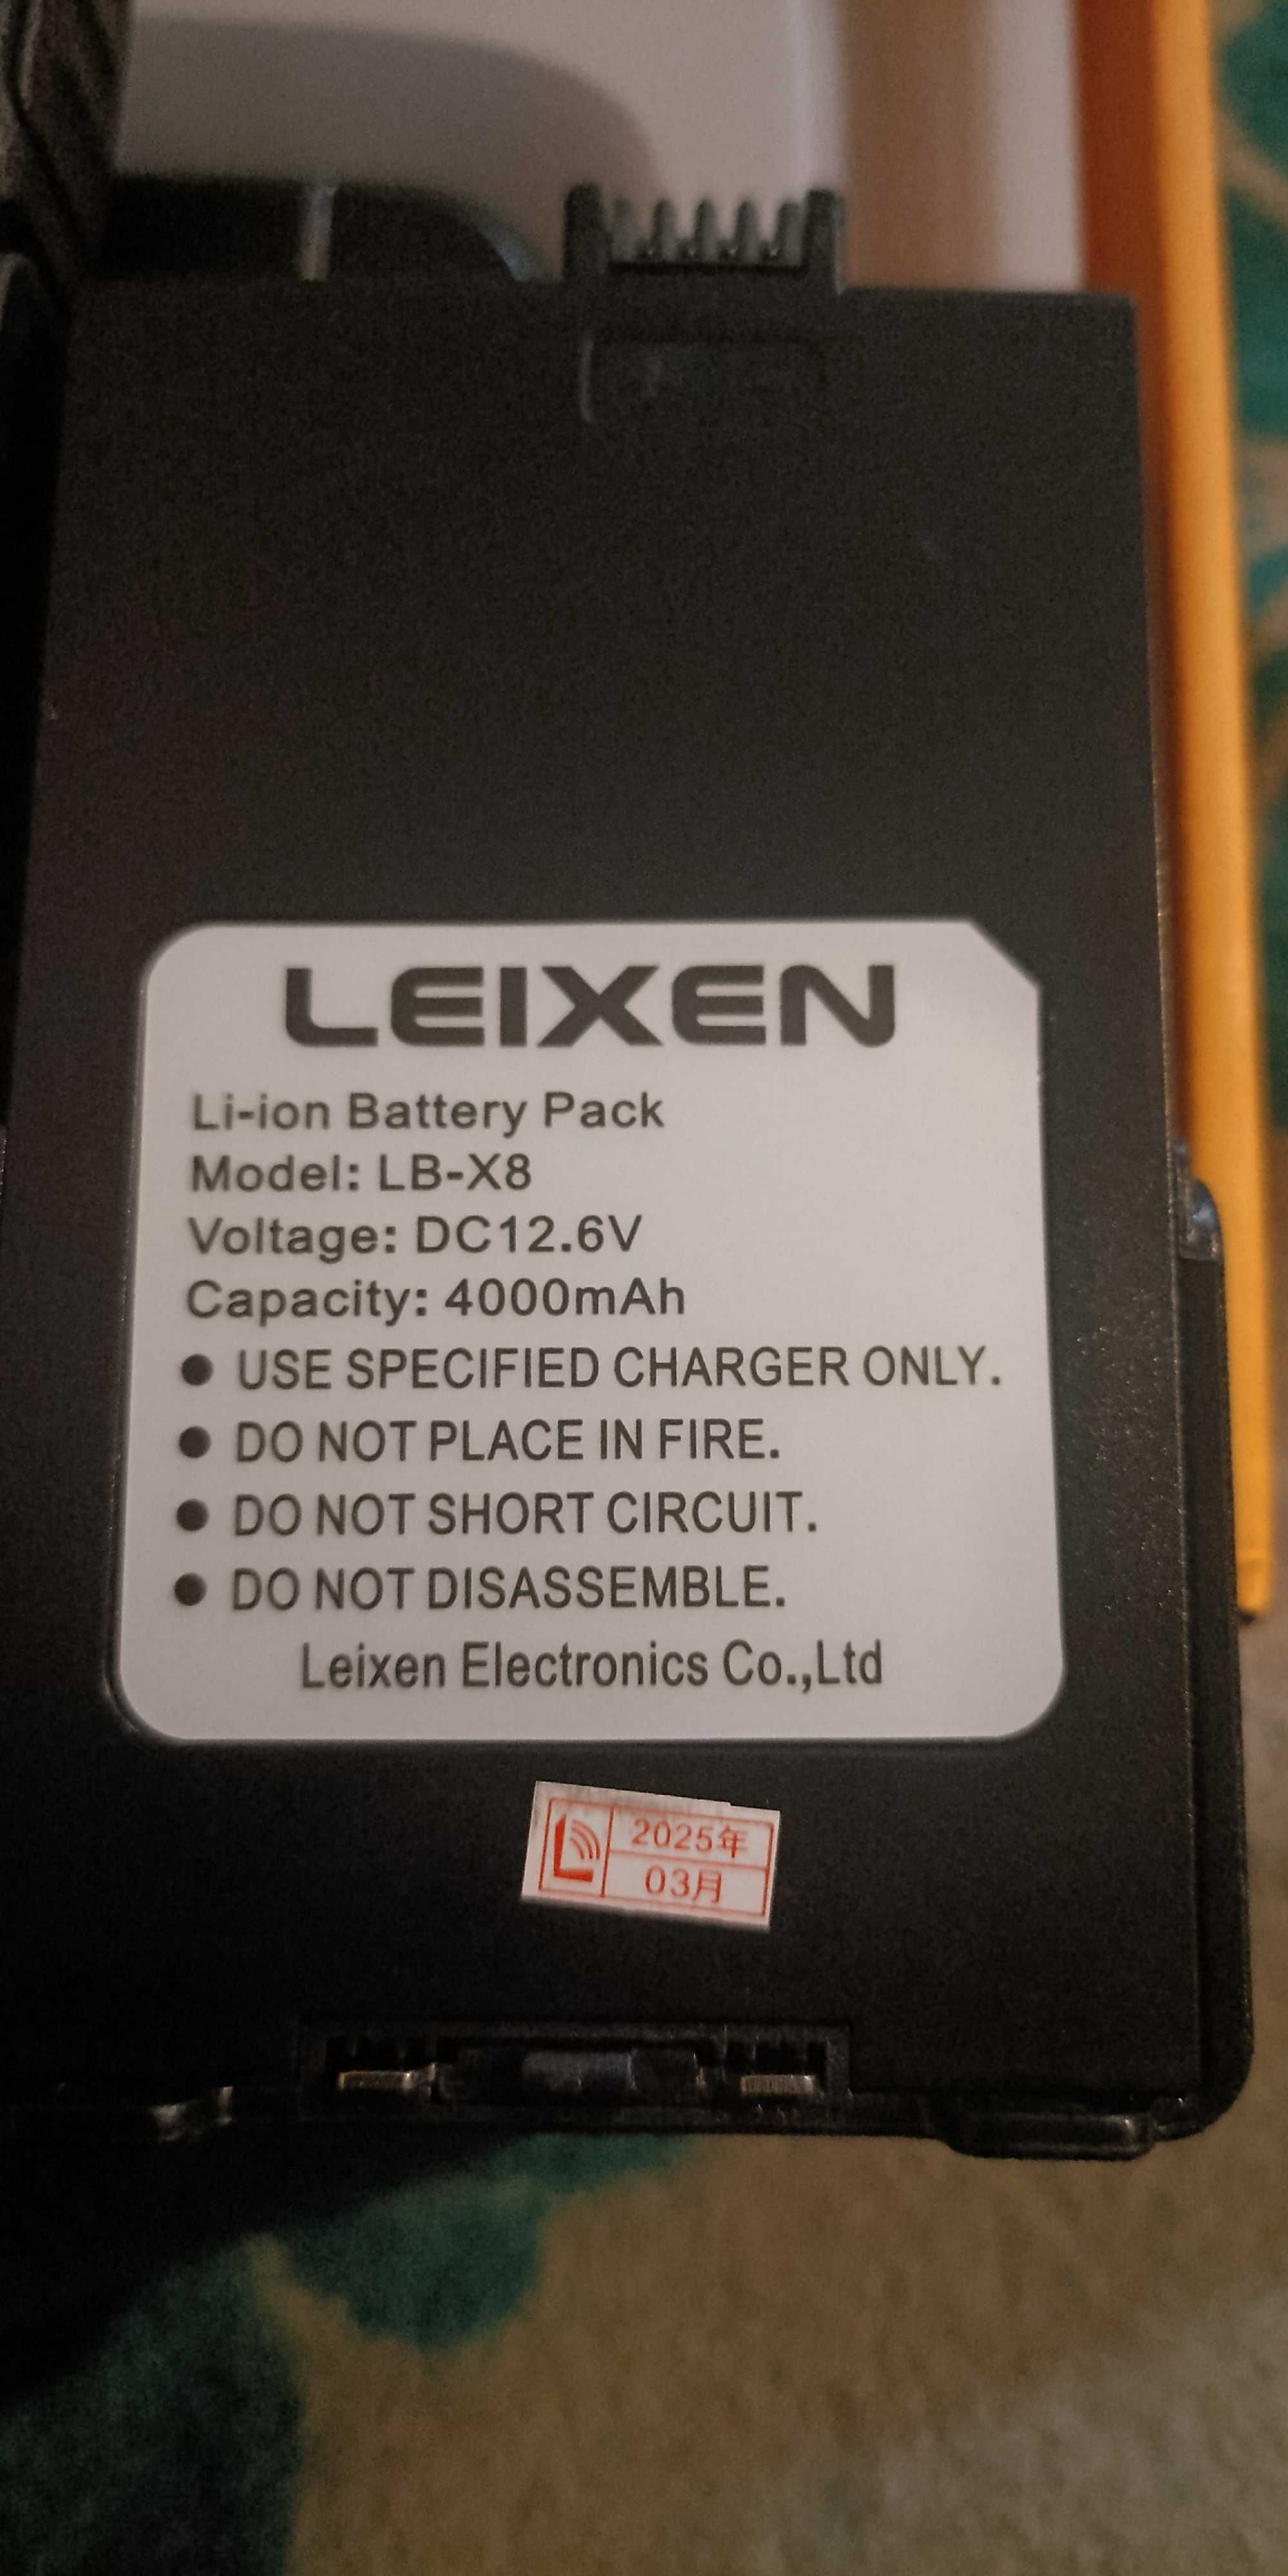 LEIXEN
Li-ion Battery Pack
Model: LB-X8
Voltage: DC12.6V
Capacity: 4000mAh
● USE SPECIFIED CHARGER ONLY.
● DO NOT PLACE IN FIRE.
● DO NOT SHORT CIRCUIT.
● DO NOT DISASSEMBLE.
Leixen Electronics Co.,Ltd
2025年
03月